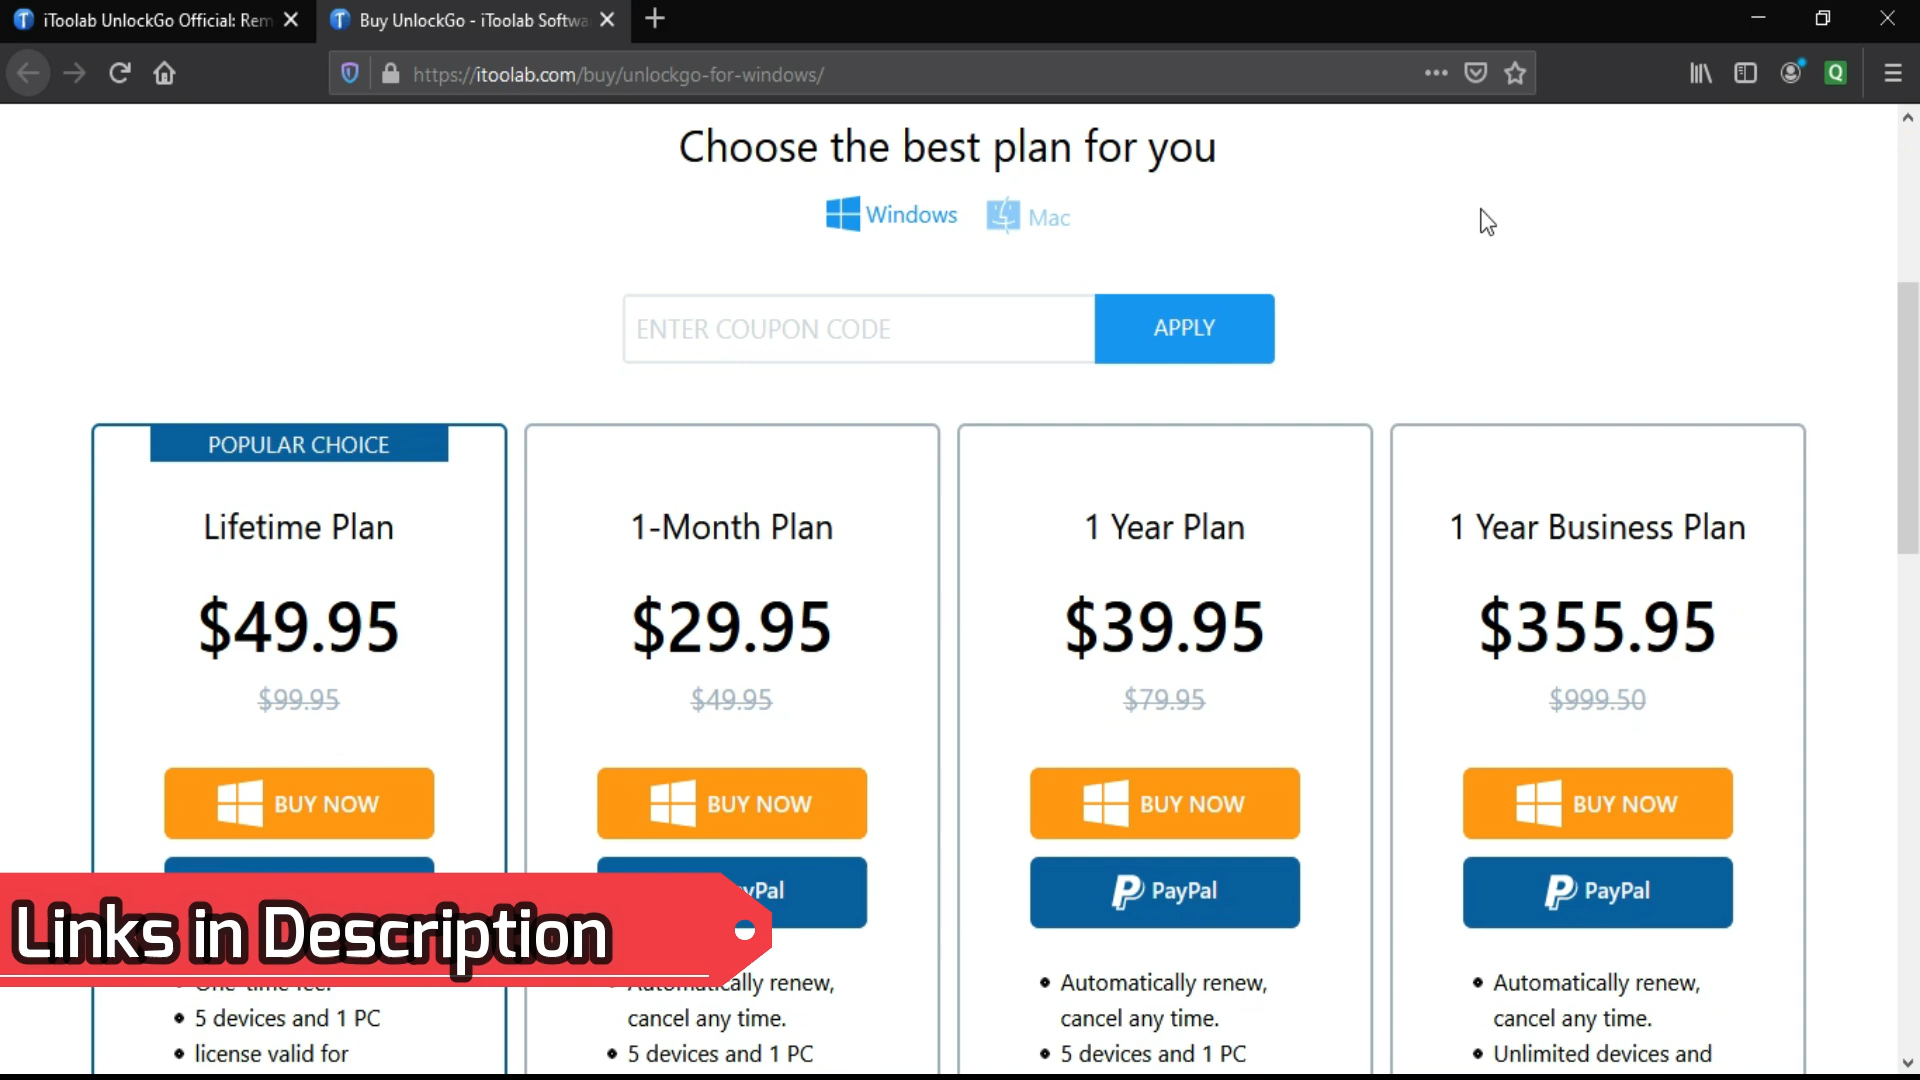 iToolab UnlockGo Official: Rem
Buy UnlockGo - iToolab Softwa
https://itoolab.com/buy/unlockgo-for-windows/
Q
Choose the best plan for you
Windows
Mac
ENTER COUPON CODE
APPLY
POPULAR CHOICE
Lifetime Plan
$49.95
$99.95
BUY NOW
1-Month Plan
$29.95
$49.95
BUY NOW
PayPal
1 Year Plan
$39.95
$79.95
BUY NOW
PayPal
1 Year Business Plan
$355.95
$999.50
BUY NOW
PayPal
Links in Description
One-time fee.
5 devices and 1 PC
license valid for
Automatically renew,
cancel any time.
5 devices and 1 PC
Automatically renew,
cancel any time.
5 devices and 1 PC
Automatically renew,
cancel any time.
Unlimited devices and